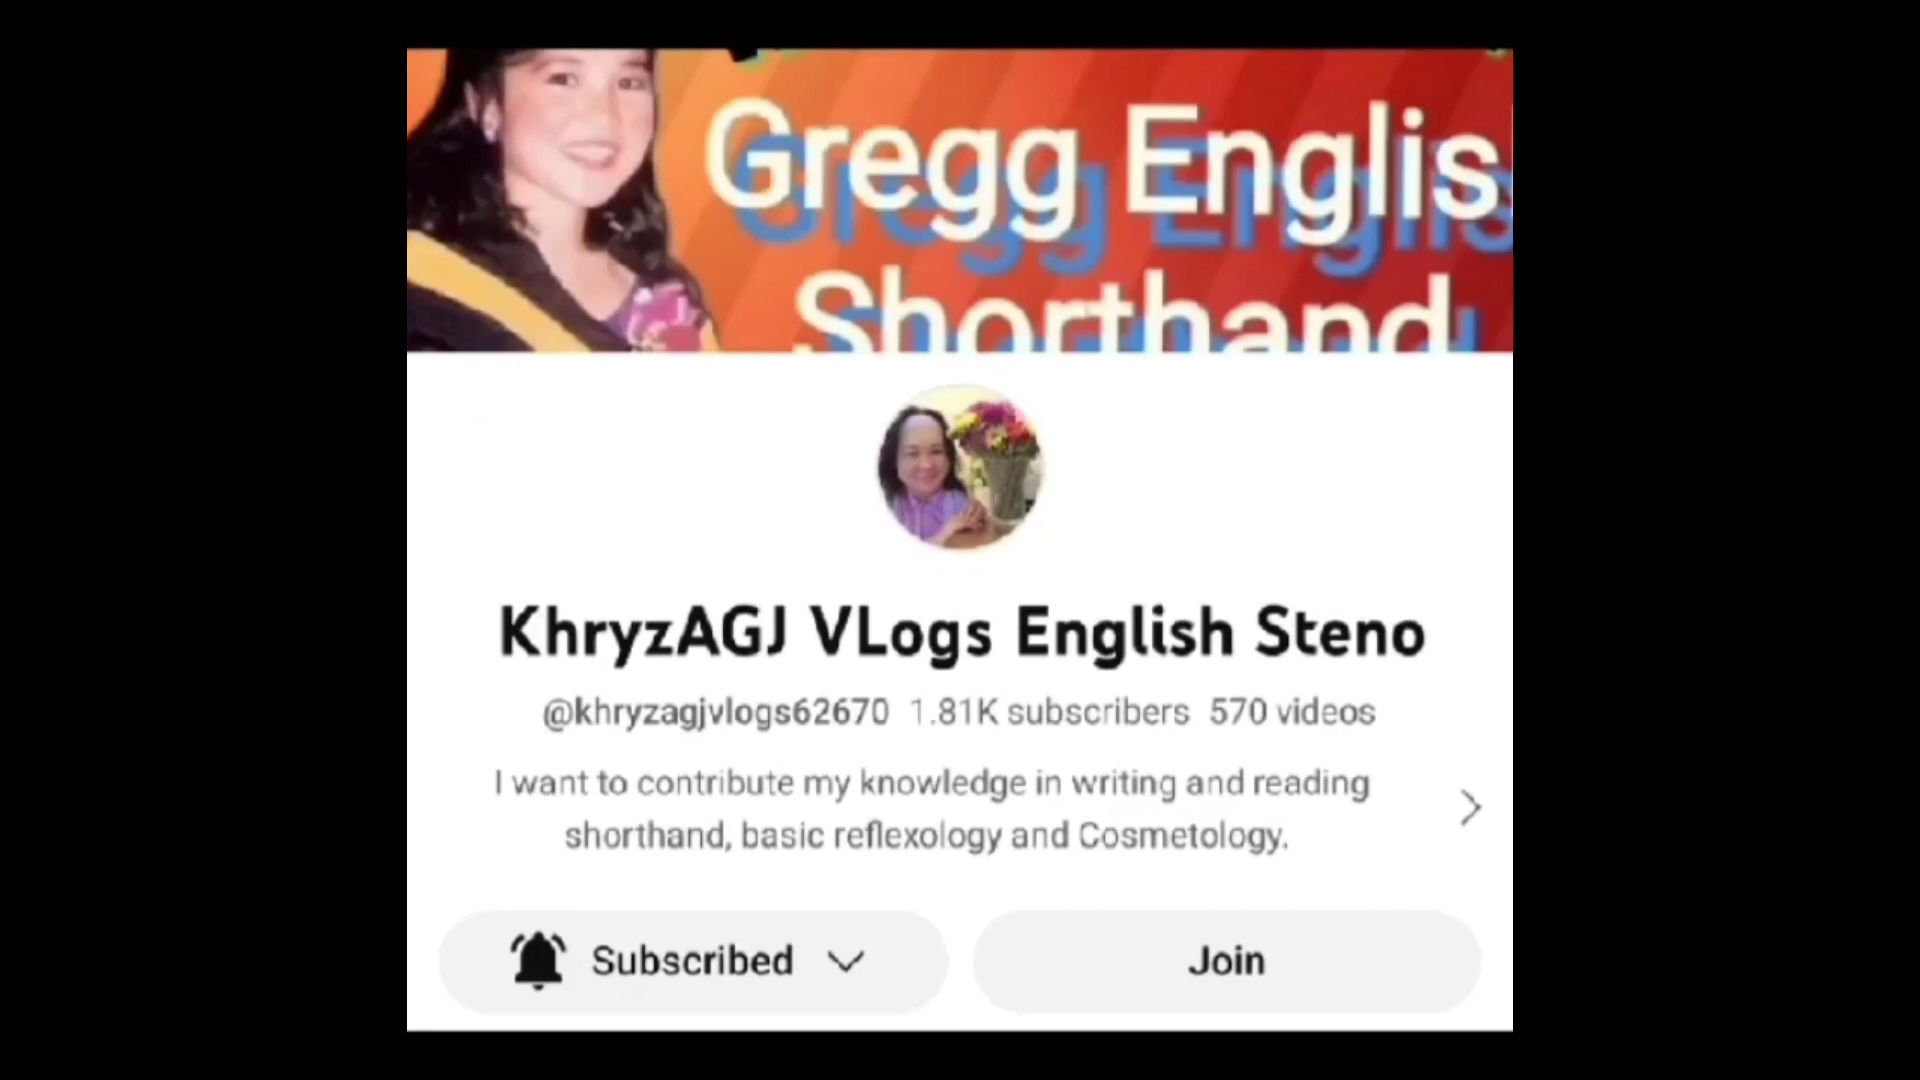 Gregg Englis
Shorthand
KhryzAGJ VLogs English Steno
@khryzagjvlogs62670 1.81K subscribers 570 videos
I want to contribute my knowledge in writing and reading
shorthand, basic reflexology and Cosmetology.
Subscribed
Join